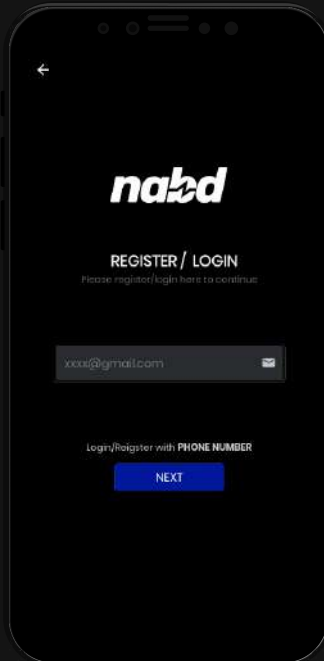 nabd
REGISTER / LOGIN
Please register/login here to continue
xxxx@gmail.com
Login/Reigster with PHONE NUMBER
NEXT